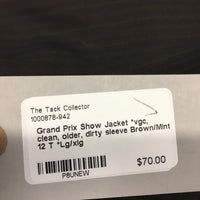 The Tack Collector
1000878-942
Grand Prix Show Jacket *vgc,
clean, older, dirty sleeve Brown/Mint
12 T *Lg/xlg
$70.00
P8UNEW